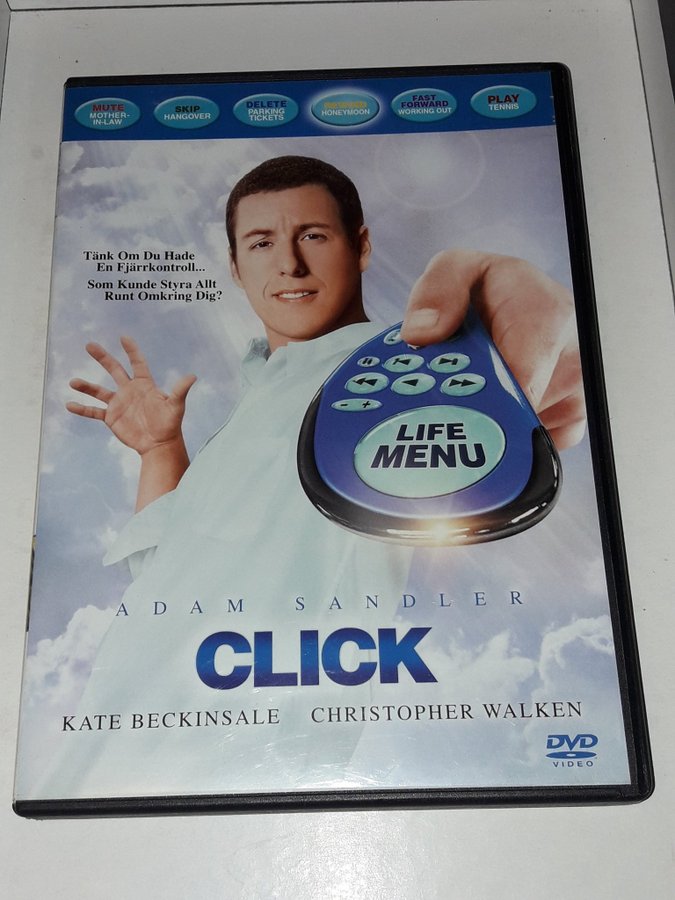 MUTE
MOTHER-
IN-LAW
SKIP
HANGOVER
DELETE
PARKING
TICKETS
HONEYMOON
FAST
FORWARD
WORKING OUT
PLAY
TENNIS
Tänk Om Du Hade
En Fjärrkontroll...
Som Kunde Styra Allt
Runt Omkring Dig?
- +
LIFE
MENU
ADAM SANDLER
CLICK
KATE BECKINSALE CHRISTOPHER WALKEN
DVD
VIDEO